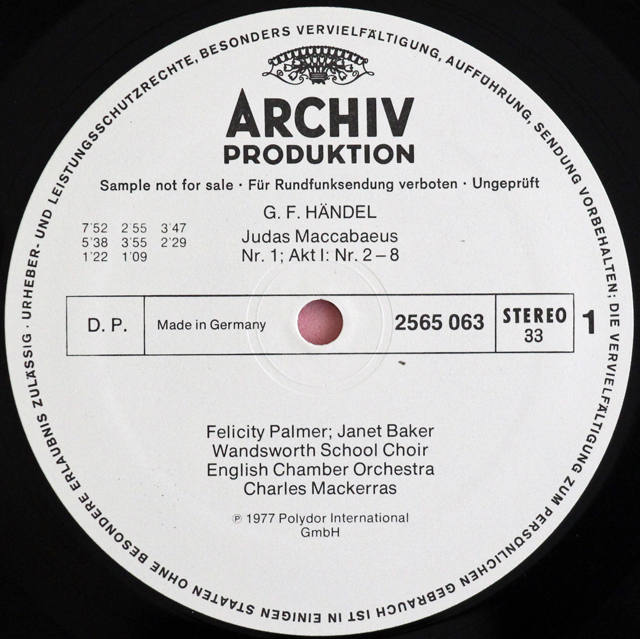 URHEBER- UND LEISTUNGSSCHUTZRECHTE, BESONDERS VERVIELFÄLTIGUNG, AUFFÜHRUNG, SENDUNG VORBEHALTEN; DIE VERVIELFÄLTIGUNG ZUM PERSÖNLICHEN GEBRAUCH IST IN EINIGEN STAATEN OHNE BESONDERE ERLAUBNIS ZULÄSSIG ·
ARCHIV
PRODUKTION
Sample not for sale · Für Rundfunksendung verboten · Ungeprüft
G. F. HÄNDEL
7'52 2 55 3'47
Judas Maccabaeus
5'38 3'55 2'29
Nr. 1; Akt I: Nr. 2–8
1'22 1'09
D. P. Made in Germany 2565 063 STEREO 33 1
Felicity Palmer; Janet Baker
Wandsworth School Choir
English Chamber Orchestra
Charles Mackerras
℗ 1977 Polydor International
GmbH